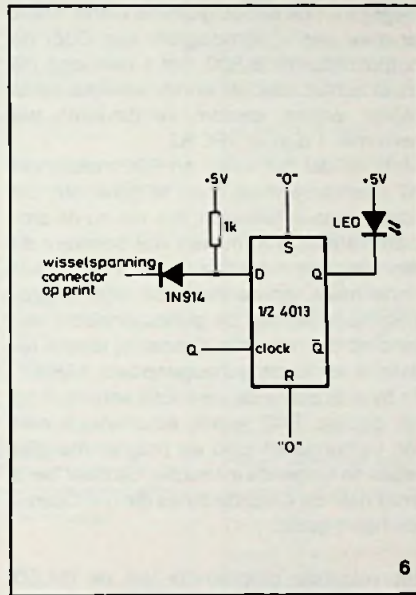 +5V
"0"
+5V
1k
LED
S
wisselspanning
connector
op print
1N914
D
Q
1/2 4013
Q
clock
Q̅
R
"0"
6